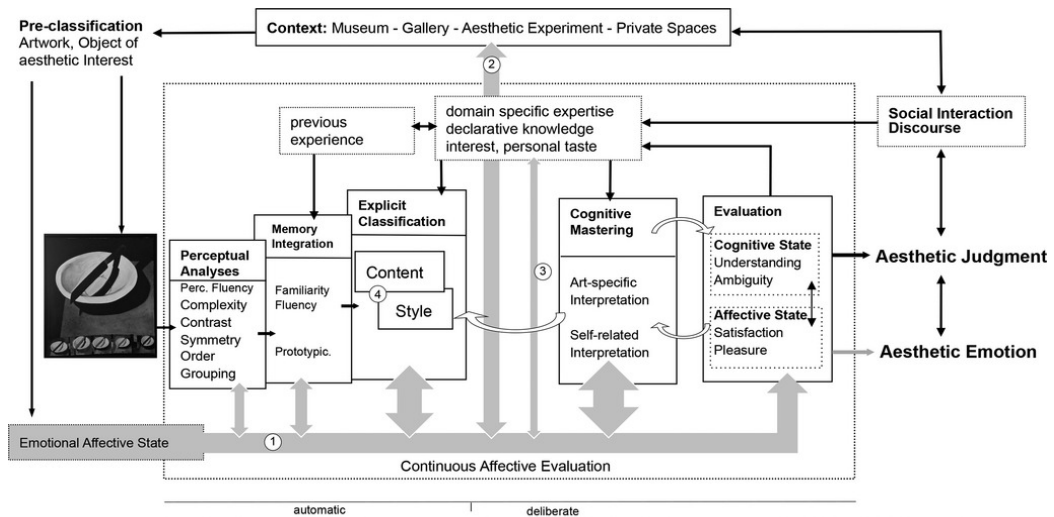 Pre-classification
Artwork, Object of
aesthetic Interest
Context: Museum - Gallery - Aesthetic Experiment - Private Spaces
2
previous
experience
domain specific expertise
declarative knowledge
interest, personal taste
Social Interaction
Discourse
Perceptual
Analyses
Perc. Fluency
Complexity
Contrast
Symmetry
Order
Grouping
Memory
Integration
Familiarity
Fluency
Prototypic.
Explicit
Classification
Content
4
Style
3
Cognitive
Mastering
Art-specific
Interpretation
Self-related
Interpretation
Evaluation
Cognitive State
Understanding
Ambiguity
Affective State
Satisfaction
Pleasure
Aesthetic Judgment
Aesthetic Emotion
Emotional Affective State
1
Continuous Affective Evaluation
automatic
deliberate